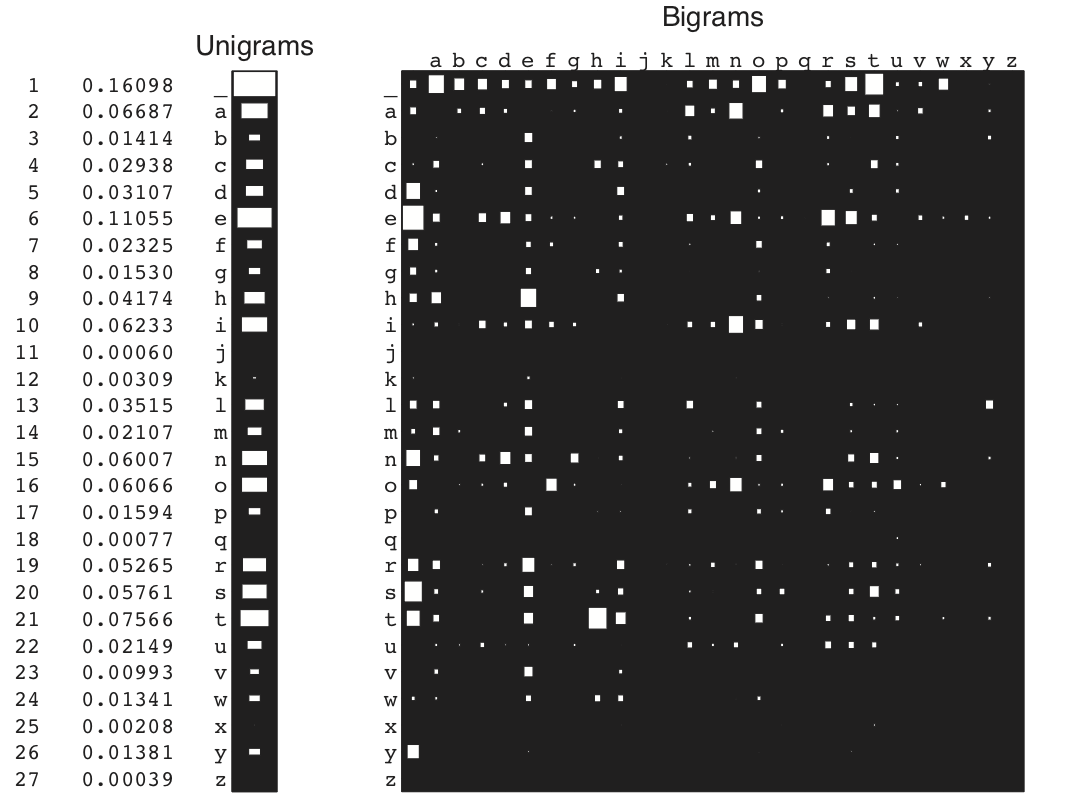 Bigrams
Unigrams
_ a b c d e f g h i j k l m n o p q r s t u v w x y z
1 0.16098 _ _
2 0.06687 a a
3 0.01414 b b
4 0.02938 c c
5 0.03107 d d
6 0.11055 e e
7 0.02325 f f
8 0.01530 g g
9 0.04174 h h
10 0.06233 i i
11 0.00060 j j
12 0.00309 k k
13 0.03515 l l
14 0.02107 m m
15 0.06007 n n
16 0.06066 o o
17 0.01594 p p
18 0.00077 q q
19 0.05265 r r
20 0.05761 s s
21 0.07566 t t
22 0.02149 u u
23 0.00993 v v
24 0.01341 w w
25 0.00208 x x
26 0.01381 y y
27 0.00039 z z